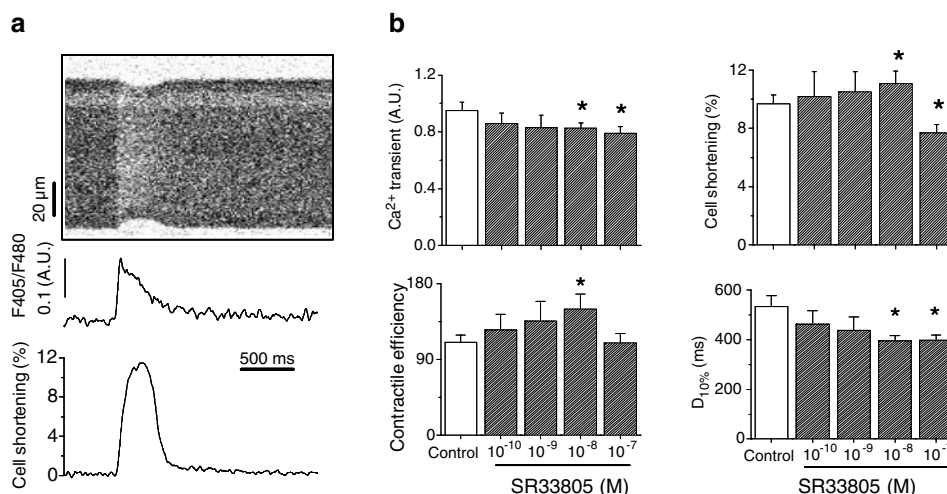 a
20 µm
F405/F480
0.1 (A.U.)
Cell shortening (%)
12
8
4
0
500 ms
b
Ca2+ transient (A.U.)
1.2
0.8
0.4
0.0
* *
Cell shortening (%)
12
8
4
0
* *
Contractile efficiency
180
90
0
*
Control 10-10 10-9 10-8 10-7
SR33805 (M)
D10% (ms)
600
400
200
0
* *
Control 10-10 10-9 10-8
SR33805 (M)